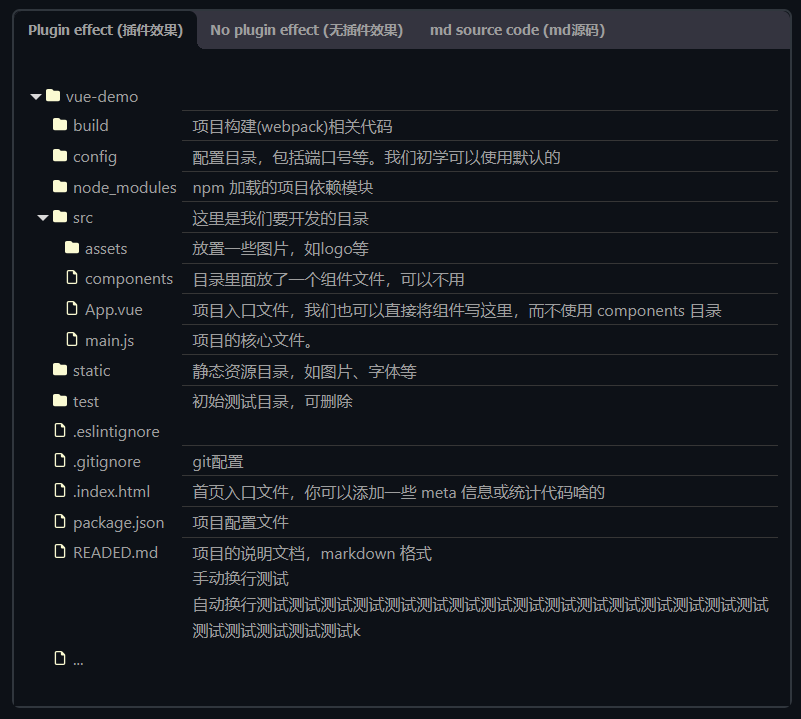 Plugin effect (插件效果) No plugin effect (无插件效果) md source code (md源码)
vue-demo
build 项目构建(webpack)相关代码
config 配置目录，包括端口号等。我们初学可以使用默认的
node_modules npm 加载的项目依赖模块
src 这里是我们要开发的目录
assets 放置一些图片，如logo等
components 目录里面放了一个组件文件，可以不用
App.vue 项目入口文件，我们也可以直接将组件写这里，而不使用 components 目录
main.js 项目的核心文件。
static 静态资源目录，如图片、字体等
test 初始测试目录，可删除
.eslintignore
.gitignore git配置
.index.html 首页入口文件，你可以添加一些 meta 信息或统计代码啥的
package.json 项目配置文件
READED.md 项目的说明文档，markdown 格式
手动换行测试
自动换行测试测试测试测试测试测试测试测试测试测试测试测试测试测试测试测试
测试测试测试测试测试k
...